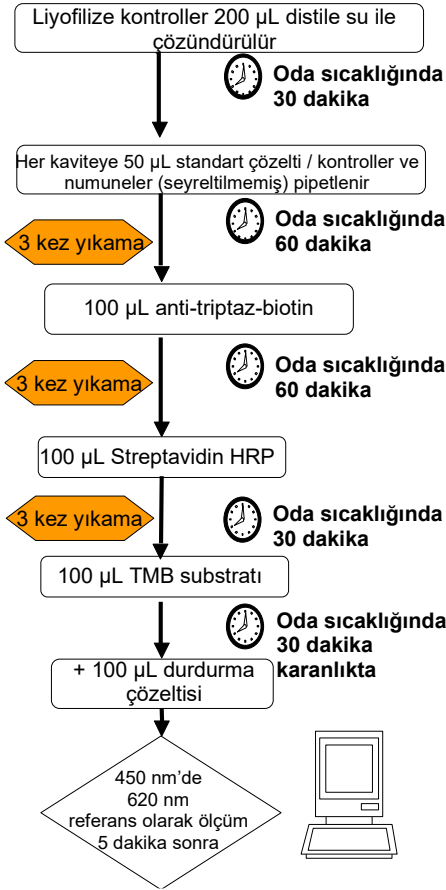 Liyofilize kontroller 200 µL distile su ile
çözündürülür
Oda sıcaklığında
30 dakika
Her kaviteye 50 µL standart çözelti / kontroller ve
numuneler (seyreltilmemiş) pipetlenir
Oda sıcaklığında
60 dakika
3 kez yıkama
100 µL anti-triptaz-biotin
Oda sıcaklığında
60 dakika
3 kez yıkama
100 µL Streptavidin HRP
Oda sıcaklığında
30 dakika
3 kez yıkama
100 µL TMB substratı
Oda sıcaklığında
30 dakika
karanlıkta
+ 100 µL durdurma
çözeltisi
450 nm’de
620 nm
referans olarak ölçüm
5 dakika sonra